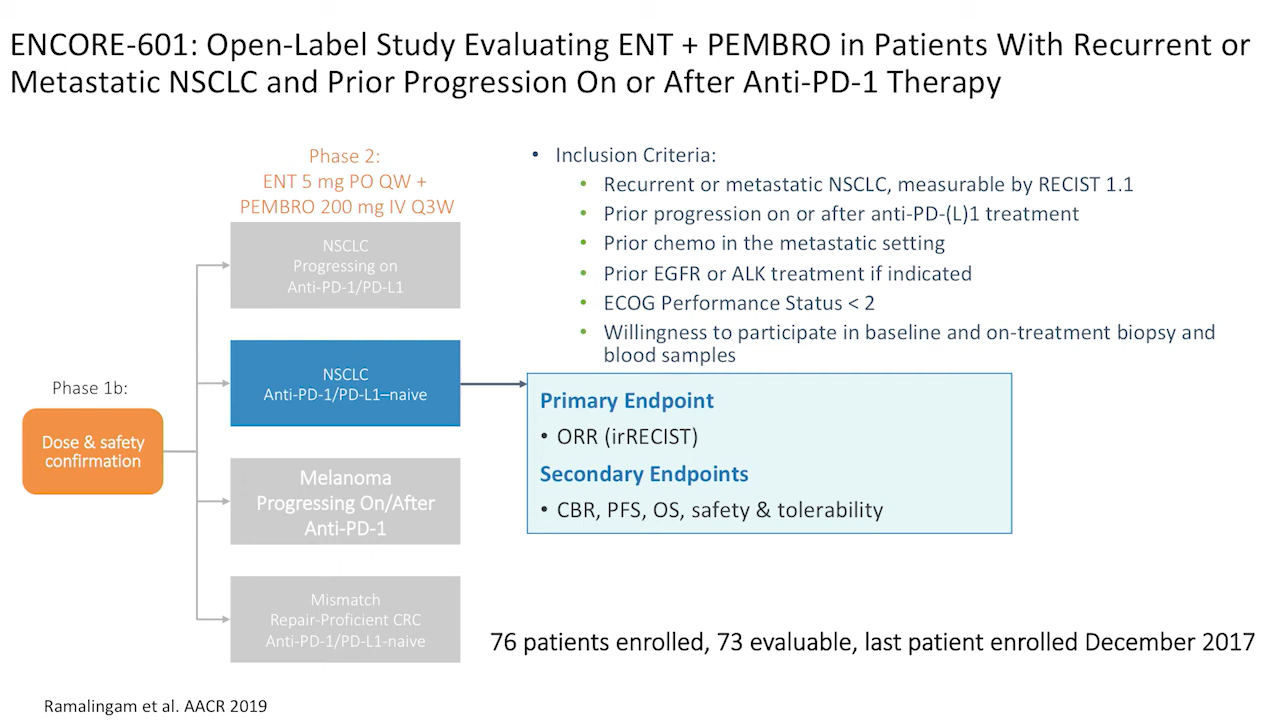 ENCORE-601: Open-Label Study Evaluating ENT + PEMBRO in Patients With Recurrent or
Metastatic NSCLC and Prior Progression On or After Anti-PD-1 Therapy
Phase 2:
ENT 5 mg PO QW +
PEMBRO 200 mg IV Q3W
NSCLC
Progressing on
Anti-PD-1/PD-L1
NSCLC
Anti-PD-1/PD-L1–naive
Melanoma
Progressing On/After
Anti-PD-1
Mismatch
Repair-Proficient CRC
Anti-PD-1/PD-L1-naive
Phase 1b:
Dose & safety
confirmation
• Inclusion Criteria:
• Recurrent or metastatic NSCLC, measurable by RECIST 1.1
• Prior progression on or after anti-PD-(L)1 treatment
• Prior chemo in the metastatic setting
• Prior EGFR or ALK treatment if indicated
• ECOG Performance Status < 2
• Willingness to participate in baseline and on-treatment biopsy and
blood samples
Primary Endpoint
• ORR (irRECIST)
Secondary Endpoints
• CBR, PFS, OS, safety & tolerability
76 patients enrolled, 73 evaluable, last patient enrolled December 2017
Ramalingam et al. AACR 2019